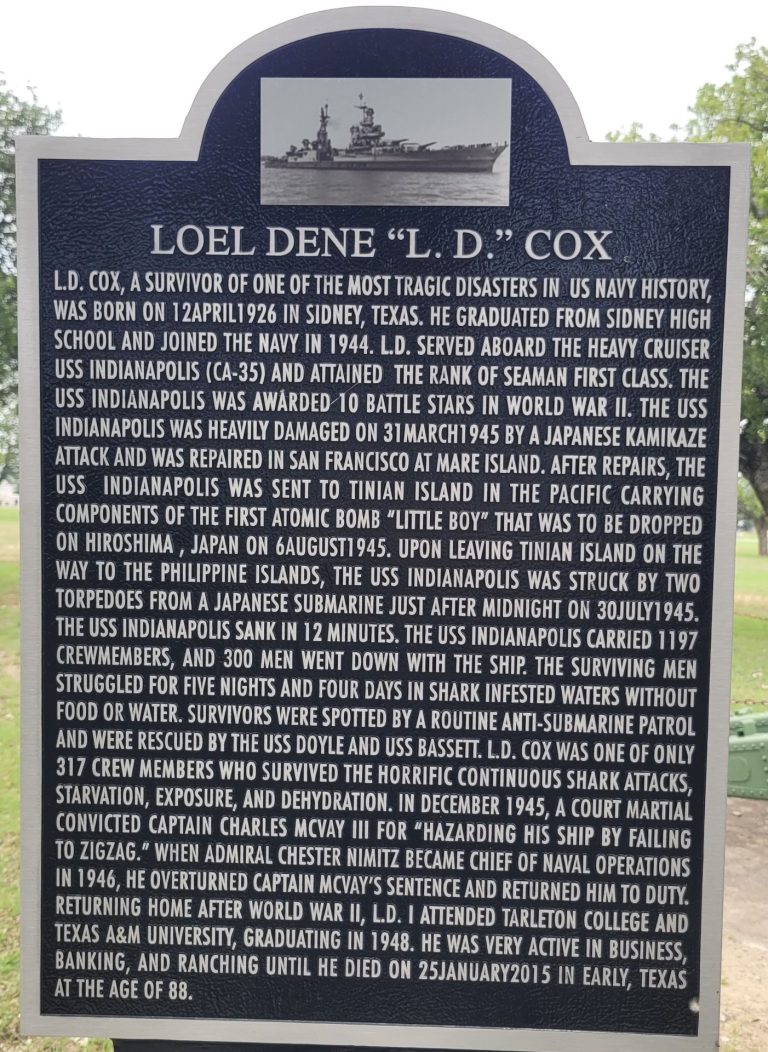 LOEL DENE “L. D.” COX
L.D. COX, A SURVIVOR OF ONE OF THE MOST TRAGIC DISASTERS IN US NAVY HISTORY,
WAS BORN ON 12APRIL1926 IN SIDNEY, TEXAS. HE GRADUATED FROM SIDNEY HIGH
SCHOOL AND JOINED THE NAVY IN 1944. L.D. SERVED ABOARD THE HEAVY CRUISER
USS INDIANAPOLIS (CA-35) AND ATTAINED THE RANK OF SEAMAN FIRST CLASS. THE
USS INDIANAPOLIS WAS AWARDED 10 BATTLE STARS IN WORLD WAR II. THE USS
INDIANAPOLIS WAS HEAVILY DAMAGED ON 31MARCH1945 BY A JAPANESE KAMIKAZE
ATTACK AND WAS REPAIRED IN SAN FRANCISCO AT MARE ISLAND. AFTER REPAIRS, THE
USS INDIANAPOLIS WAS SENT TO TINIAN ISLAND IN THE PACIFIC CARRYING
COMPONENTS OF THE FIRST ATOMIC BOMB “LITTLE BOY” THAT WAS TO BE DROPPED
ON HIROSHIMA , JAPAN ON 6AUGUST1945. UPON LEAVING TINIAN ISLAND ON THE
WAY TO THE PHILIPPINE ISLANDS, THE USS INDIANAPOLIS WAS STRUCK BY TWO
TORPEDOES FROM A JAPANESE SUBMARINE JUST AFTER MIDNIGHT ON 30JULY1945.
THE USS INDIANAPOLIS SANK IN 12 MINUTES. THE USS INDIANAPOLIS CARRIED 1197
CREWMEMBERS, AND 300 MEN WENT DOWN WITH THE SHIP. THE SURVIVING MEN
STRUGGLED FOR FIVE NIGHTS AND FOUR DAYS IN SHARK INFESTED WATERS WITHOUT
FOOD OR WATER. SURVIVORS WERE SPOTTED BY A ROUTINE ANTI-SUBMARINE PATROL
AND WERE RESCUED BY THE USS DOYLE AND USS BASSETT. L.D. COX WAS ONE OF ONLY
317 CREW MEMBERS WHO SURVIVED THE HORRIFIC CONTINUOUS SHARK ATTACKS,
STARVATION, EXPOSURE, AND DEHYDRATION. IN DECEMBER 1945, A COURT MARTIAL
CONVICTED CAPTAIN CHARLES MCVAY III FOR “HAZARDING HIS SHIP BY FAILING
TO ZIGZAG.” WHEN ADMIRAL CHESTER NIMITZ BECAME CHIEF OF NAVAL OPERATIONS
IN 1946, HE OVERTURNED CAPTAIN MCVAY’S SENTENCE AND RETURNED HIM TO DUTY.
RETURNING HOME AFTER WORLD WAR II, L.D. I ATTENDED TARLETON COLLEGE AND
TEXAS A&M UNIVERSITY, GRADUATING IN 1948. HE WAS VERY ACTIVE IN BUSINESS,
BANKING, AND RANCHING UNTIL HE DIED ON 25JANUARY2015 IN EARLY, TEXAS
AT THE AGE OF 88.